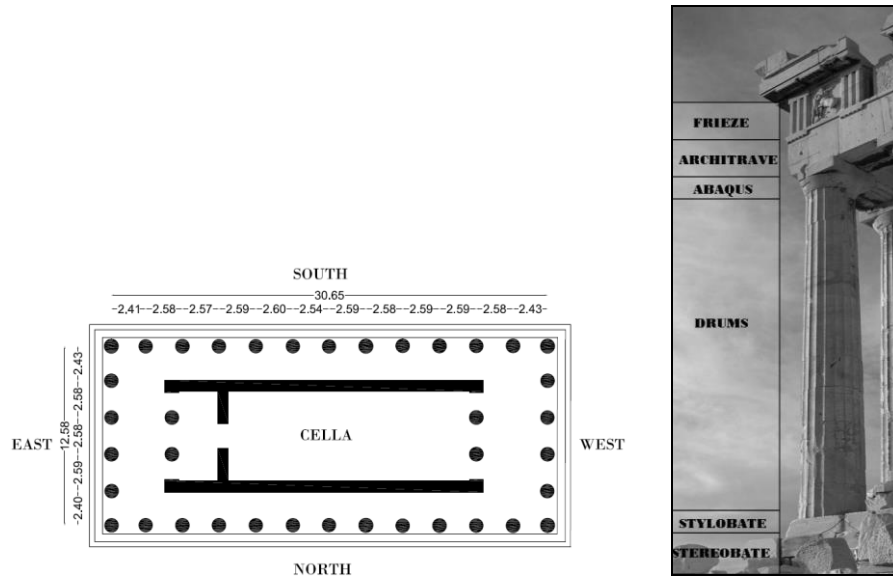 SOUTH
30.65
-2.41--2.58--2.57--2.59--2.60--2.54--2.59--2.58--2.59--2.59--2.58--2.43-
EAST
12.58
-2.40--2.59--2.58--2.58--2.43-
CELLA
WEST
NORTH
FRIEZE
ARCHITRAVE
ABAQUS
DRUMS
STYLOBATE
STEREOBATE